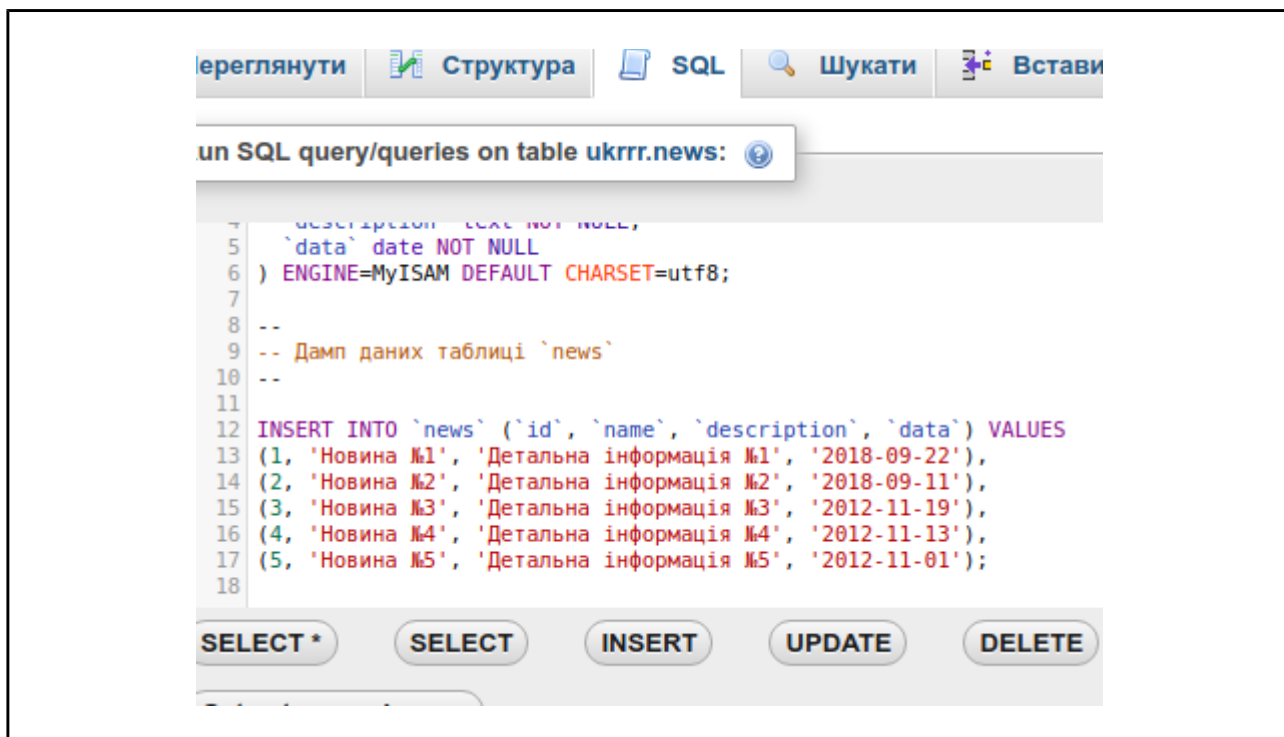 Структура SQL Шукати
SQL query/queries on table ukrrr.news:
4 `description` text NOT NULL,
5 `data` date NOT NULL
6 ) ENGINE=MyISAM DEFAULT CHARSET=utf8;
7
8 --
9 -- Дамп даних таблиці `news`
10 --
11
12 INSERT INTO `news` (`id`, `name`, `description`, `data`) VALUES
13 (1, 'Новина №1', 'Детальна інформація №1', '2018-09-22'),
14 (2, 'Новина №2', 'Детальна інформація №2', '2018-09-11'),
15 (3, 'Новина №3', 'Детальна інформація №3', '2012-11-19'),
16 (4, 'Новина №4', 'Детальна інформація №4', '2012-11-13'),
17 (5, 'Новина №5', 'Детальна інформація №5', '2012-11-01');
18
SELECT * SELECT INSERT UPDATE DELETE